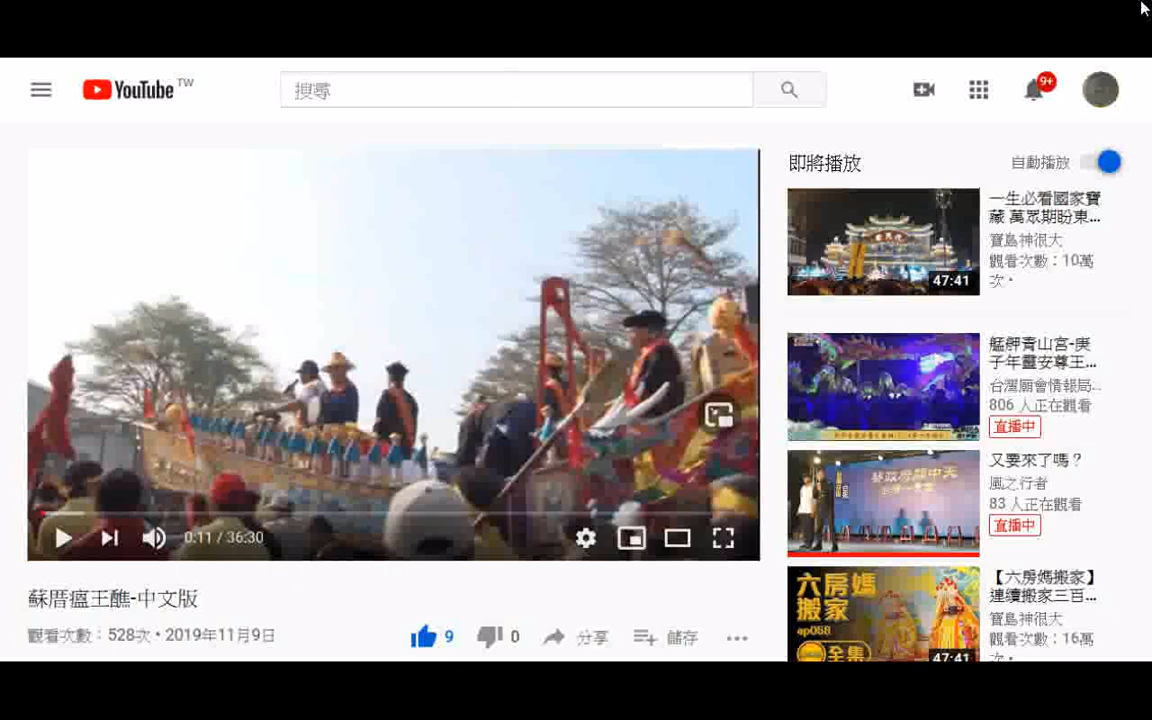 YouTube TW
搜尋
9+
0:11 / 36:30
蘇厝瘟王醮-中文版
觀看次數：528次 • 2019年11月9日
9
0
分享
儲存
即將播放
自動播放
47:41
一生必看國家寶
藏 萬眾期盼東...
寶島神很大
觀看次數：10萬
次 •
艋舺青山宮-庚
子年靈安尊王...
台灣廟會情報局...
806 人正在觀看
直播中
又要來了嗎？
風之行者
83 人正在觀看
直播中
六房媽
搬家
ep058
全集
47:41
【六房媽搬家】
連續搬家三百...
寶島神很大
觀看次數：16萬
次 •